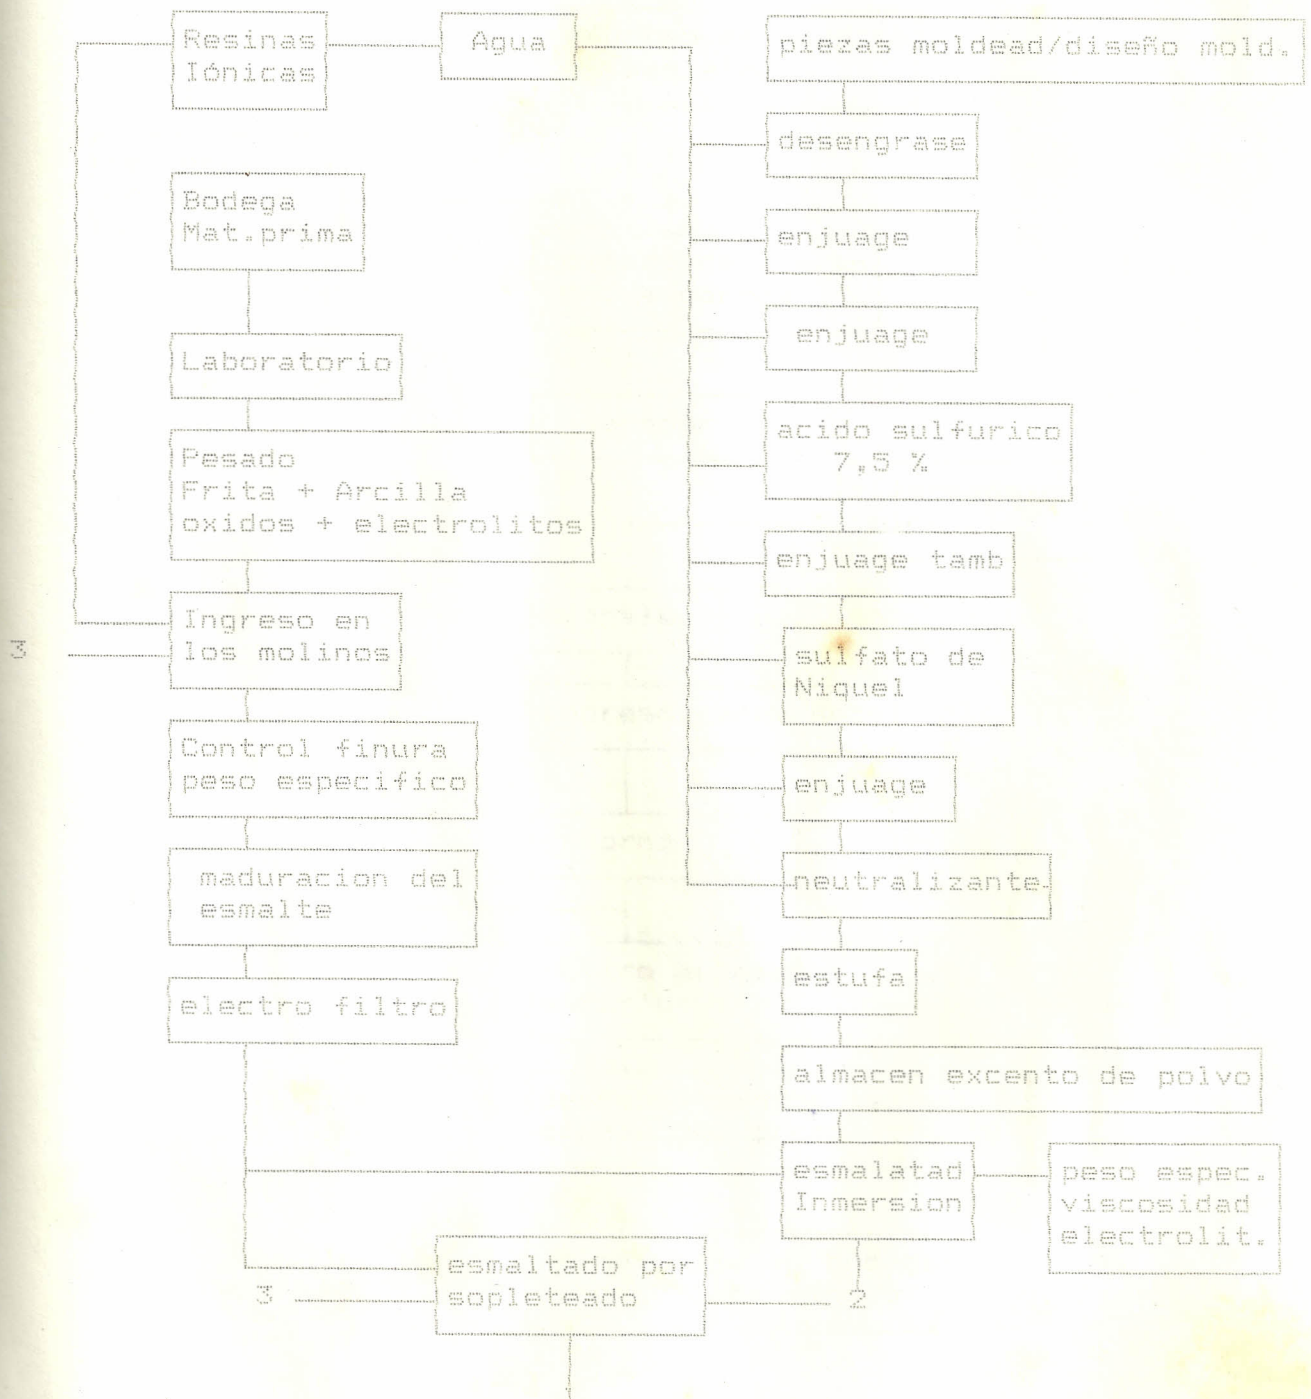 Resinas
Iónicas
Agua
piezas moldead/diseño mold.
desengrase
Bodega
Mat.prima
enjuage
enjuage
Laboratorio
acido sulfurico
7,5 %
Pesado
Frita + Arcilla
oxidos + electrolitos
enjuage tamb
Ingreso en
los molinos
3
sulfato de
Niquel
Control finura
peso especifico
enjuage
maduracion del
esmalte
neutralizante.
estufa
electro filtro
almacen excento de polvo
esmalatad
Inmersion
peso espec.
viscosidad
electrolit.
esmaltado por
sopleteado
3
2